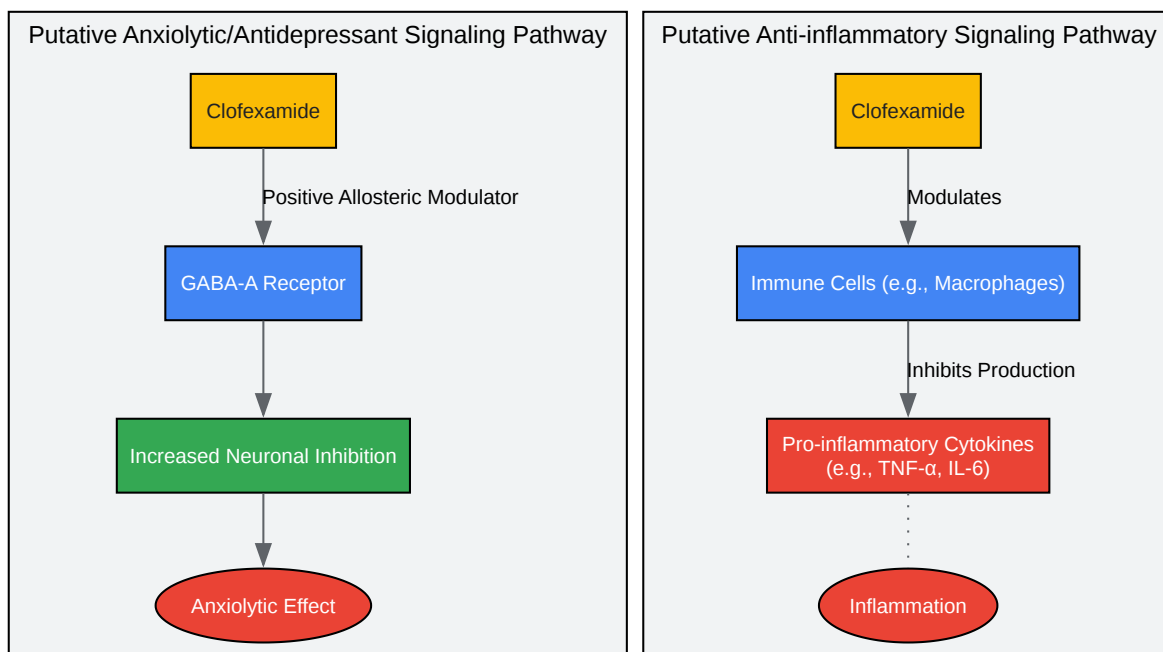 Putative Anxiolytic/Antidepressant Signaling Pathway
Clofexamide
Positive Allosteric Modulator
GABA-A Receptor
Increased Neuronal Inhibition
Anxiolytic Effect
Putative Anti-inflammatory Signaling Pathway
Clofexamide
Modulates
Immune Cells (e.g., Macrophages)
Inhibits Production
Pro-inflammatory Cytokines
(e.g., TNF-α, IL-6)
Inflammation